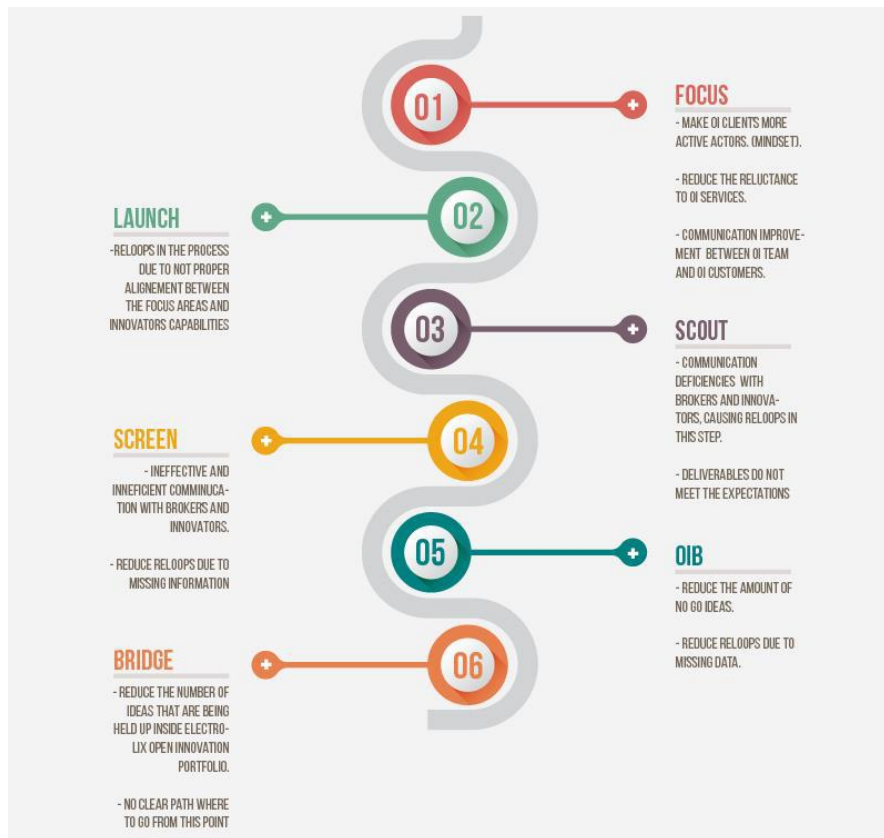 01
FOCUS
- MAKE OI CLIENTS MORE
ACTIVE ACTORS. (MINDSET).
- REDUCE THE RELUCTANCE
TO OI SERVICES.
- COMMUNICATION IMPROVE-
MENT BETWEEN OI TEAM
AND OI CUSTOMERS.
02
LAUNCH
-RELOOPS IN THE PROCESS
DUE TO NOT PROPER
ALIGNEMENT BETWEEN
THE FOCUS AREAS AND
INNOVATORS CAPABILITIES
03
SCOUT
- COMMUNICATION
DEFICIENCIES WITH
BROKERS AND INNOVA-
TORS, CAUSING RELOOPS IN
THIS STEP.
- DELIVERABLES DO NOT
MEET THE EXPECTATIONS
04
SCREEN
- INEFFECTIVE AND
INNEFICIENT COMMINUCA-
TION WITH BROKERS AND
INNOVATORS.
- REDUCE RELOOPS DUE TO
MISSING INFORMATION
05
OIB
- REDUCE THE AMOUNT OF
NO GO IDEAS.
- REDUCE RELOOPS DUE TO
MISSING DATA.
06
BRIDGE
- REDUCE THE NUMBER OF
IDEAS THAT ARE BEING
HELD UP INSIDE ELECTRO-
LIX OPEN INNOVATION
PORTFOLIO.
- NO CLEAR PATH WHERE
TO GO FROM THIS POINT